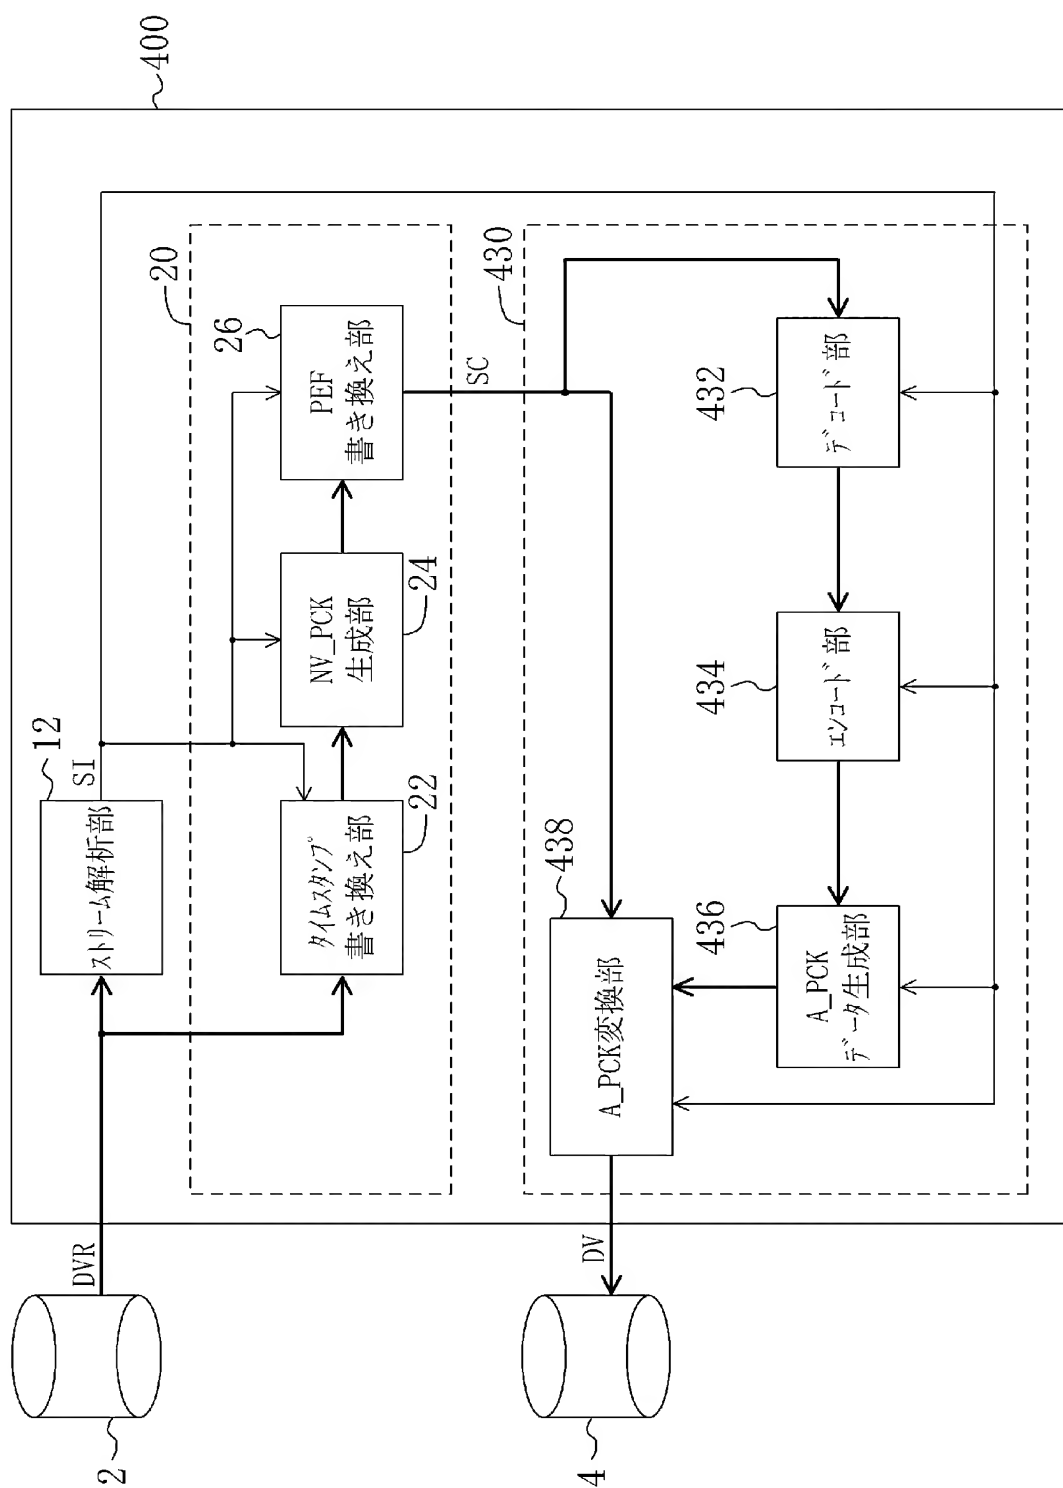 400
12
SI
ストリーム解析部
DVR
2
20
26
PEF
書き換え部
24
NV_PCK
生成部
22
タイムスタンプ
書き換え部
SC
430
432
デコード部
434
エンコード部
436
A_PCK
データ生成部
438
A_PCK変換部
DV
4